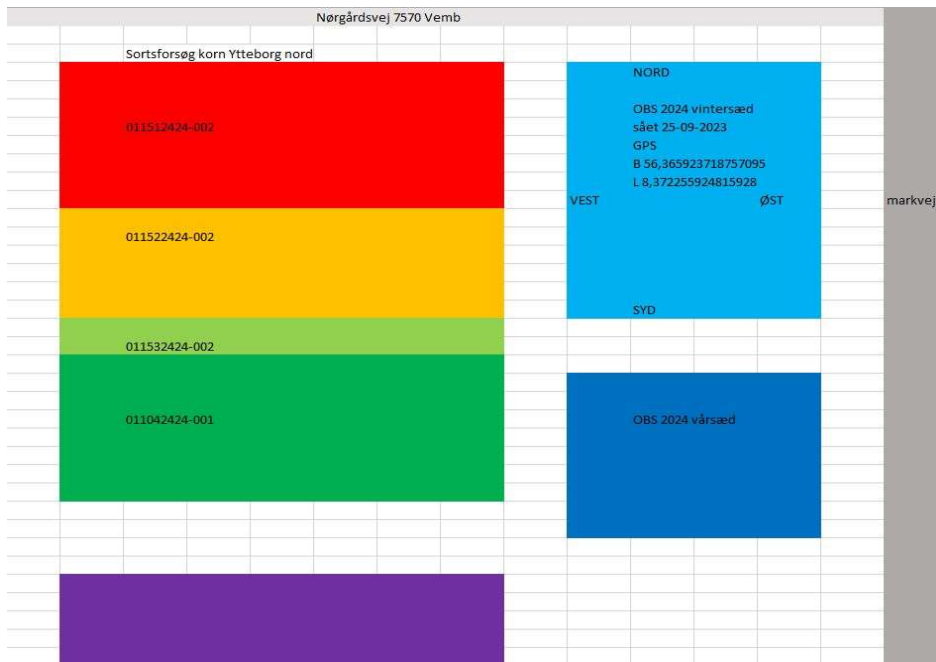 Nørgårdsvej 7570 Vemb
Sortsforsøg korn Ytteborg nord
011512424-002
011522424-002
011532424-002
011042424-001
NORD
OBS 2024 vintersæd
sået 25-09-2023
GPS
B 56,365923718757095
L 8,372255924815928
VEST
ØST
SYD
OBS 2024 vårsæd
markvej